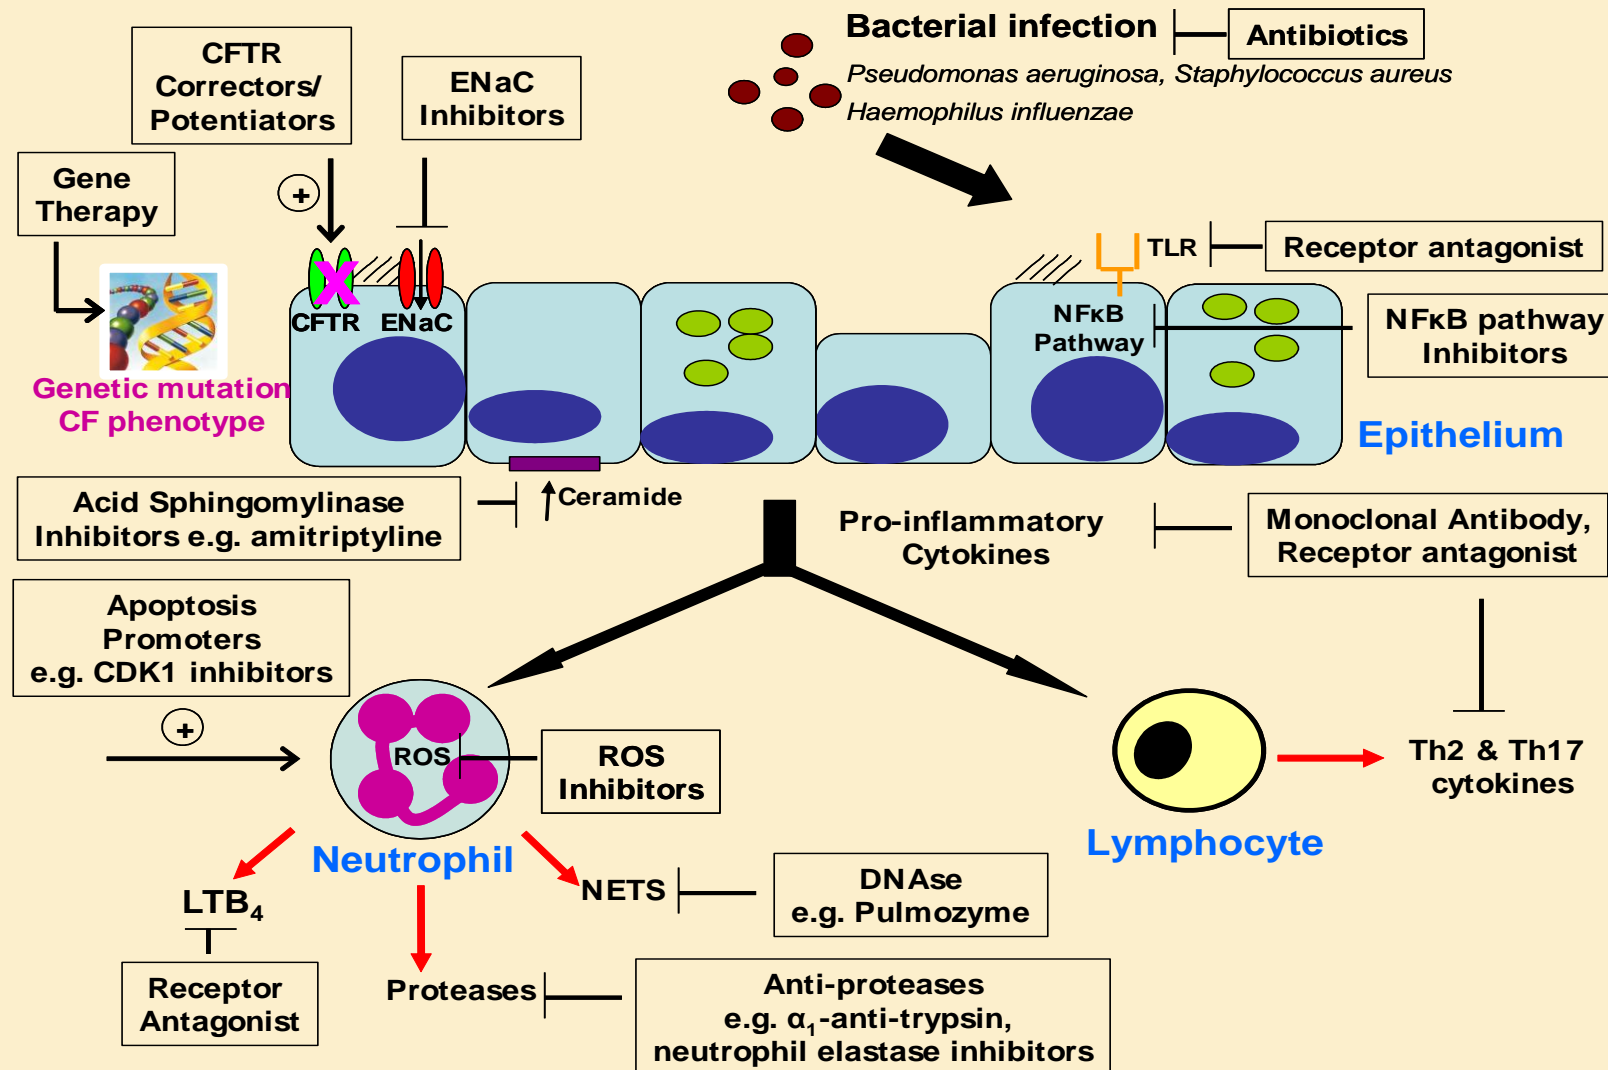 Bacterial infection
Antibiotics
Pseudomonas aeruginosa, Staphylococcus aureus
Haemophilus influenzae
CFTR
Correctors/
Potentiators
ENaC
Inhibitors
Gene
Therapy
+
TLR
Receptor antagonist
CFTR
ENaC
X
NFκB
Pathway
NFκB pathway
Inhibitors
Genetic mutation
CF phenotype
Epithelium
Acid Sphingomylinase
Inhibitors e.g. amitriptyline
Ceramide
Pro-inflammatory
Cytokines
Monoclonal Antibody,
Receptor antagonist
Apoptosis
Promoters
e.g. CDK1 inhibitors
+
ROS
ROS
Inhibitors
Th2 & Th17
cytokines
Neutrophil
Lymphocyte
LTB₄
NETS
DNAse
e.g. Pulmozyme
Receptor
Antagonist
Proteases
Anti-proteases
e.g. α₁-anti-trypsin,
neutrophil elastase inhibitors